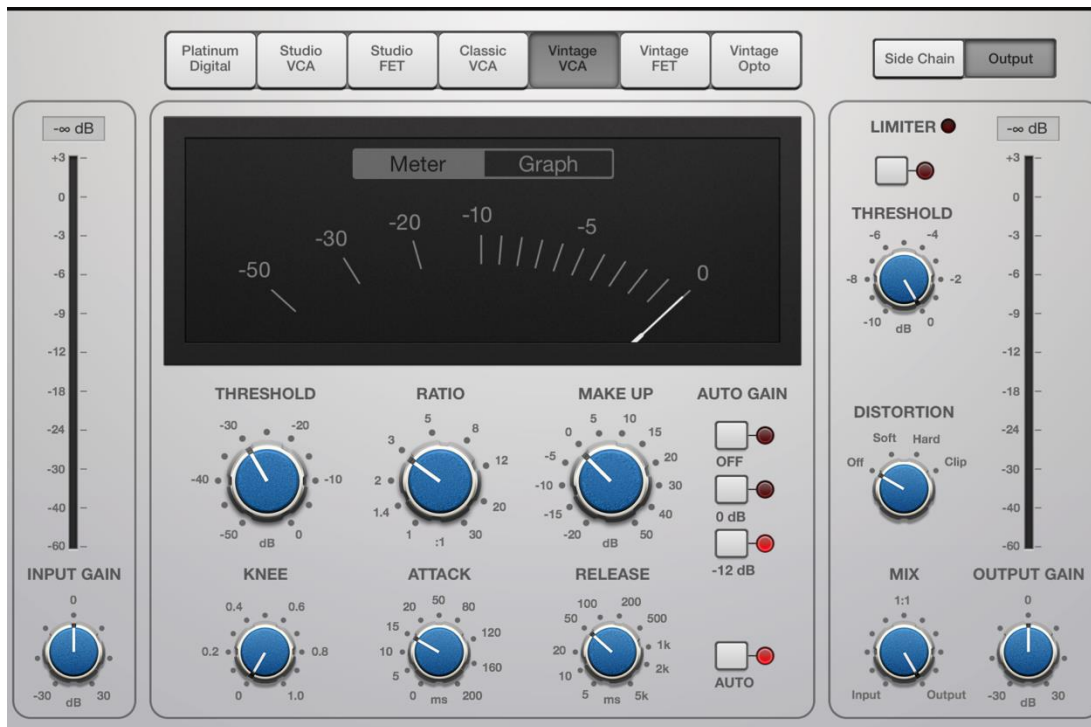 Platinum Digital
Studio VCA
Studio FET
Classic VCA
Vintage VCA
Vintage FET
Vintage Opto
Side Chain
Output
-∞ dB
+3
0
-3
-6
-9
-12
-18
-24
-30
-40
-60
INPUT GAIN
0
-30
dB
30
Meter
Graph
-50
-30
-20
-10
-5
0
THRESHOLD
-50
-40
-30
-20
-10
0
dB
RATIO
1
1.4
2
3
5
8
12
20
30
:1
MAKE UP
-20
-15
-10
-5
0
5
10
15
20
30
40
50
dB
AUTO GAIN
OFF
0 dB
-12 dB
KNEE
0
0.2
0.4
0.6
0.8
1.0
ATTACK
5
10
15
20
50
80
120
160
200
ms
RELEASE
5
10
20
50
100
200
500
1k
2k
5k
ms
AUTO
LIMITER
THRESHOLD
-10
-8
-6
-4
-2
0
dB
DISTORTION
Off
Soft
Hard
Clip
MIX
1:1
Input
Output
-∞ dB
+3
0
-3
-6
-9
-12
-18
-24
-30
-40
-60
OUTPUT GAIN
0
-30
dB
30